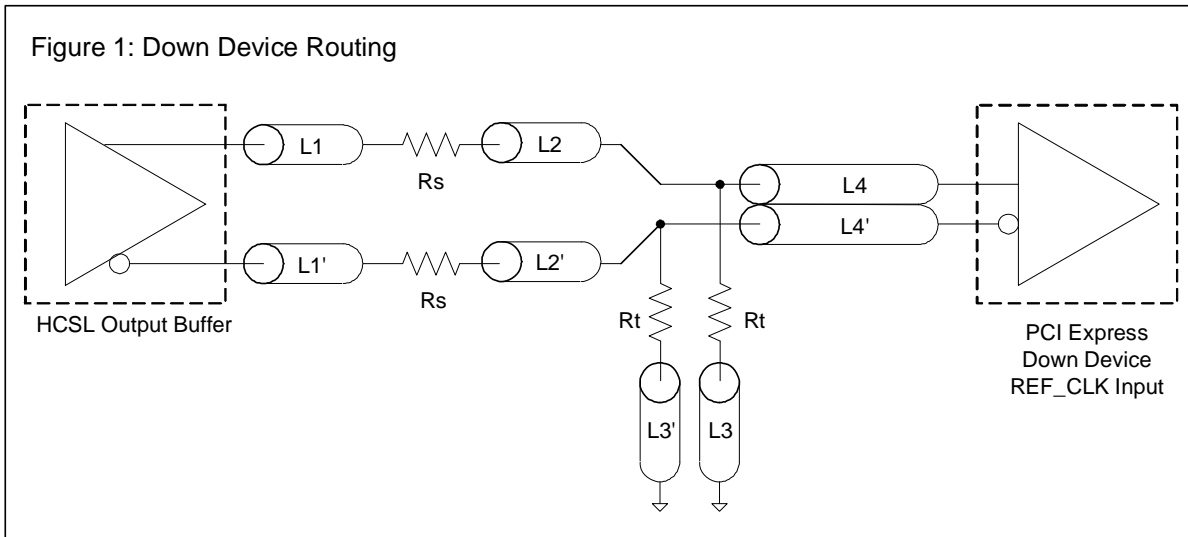 Figure 1: Down Device Routing
L1
Rs
L2
L4
L4'
L1'
Rs
L2'
HCSL Output Buffer
Rt
Rt
PCI Express
Down Device
REF_CLK Input
L3'
L3